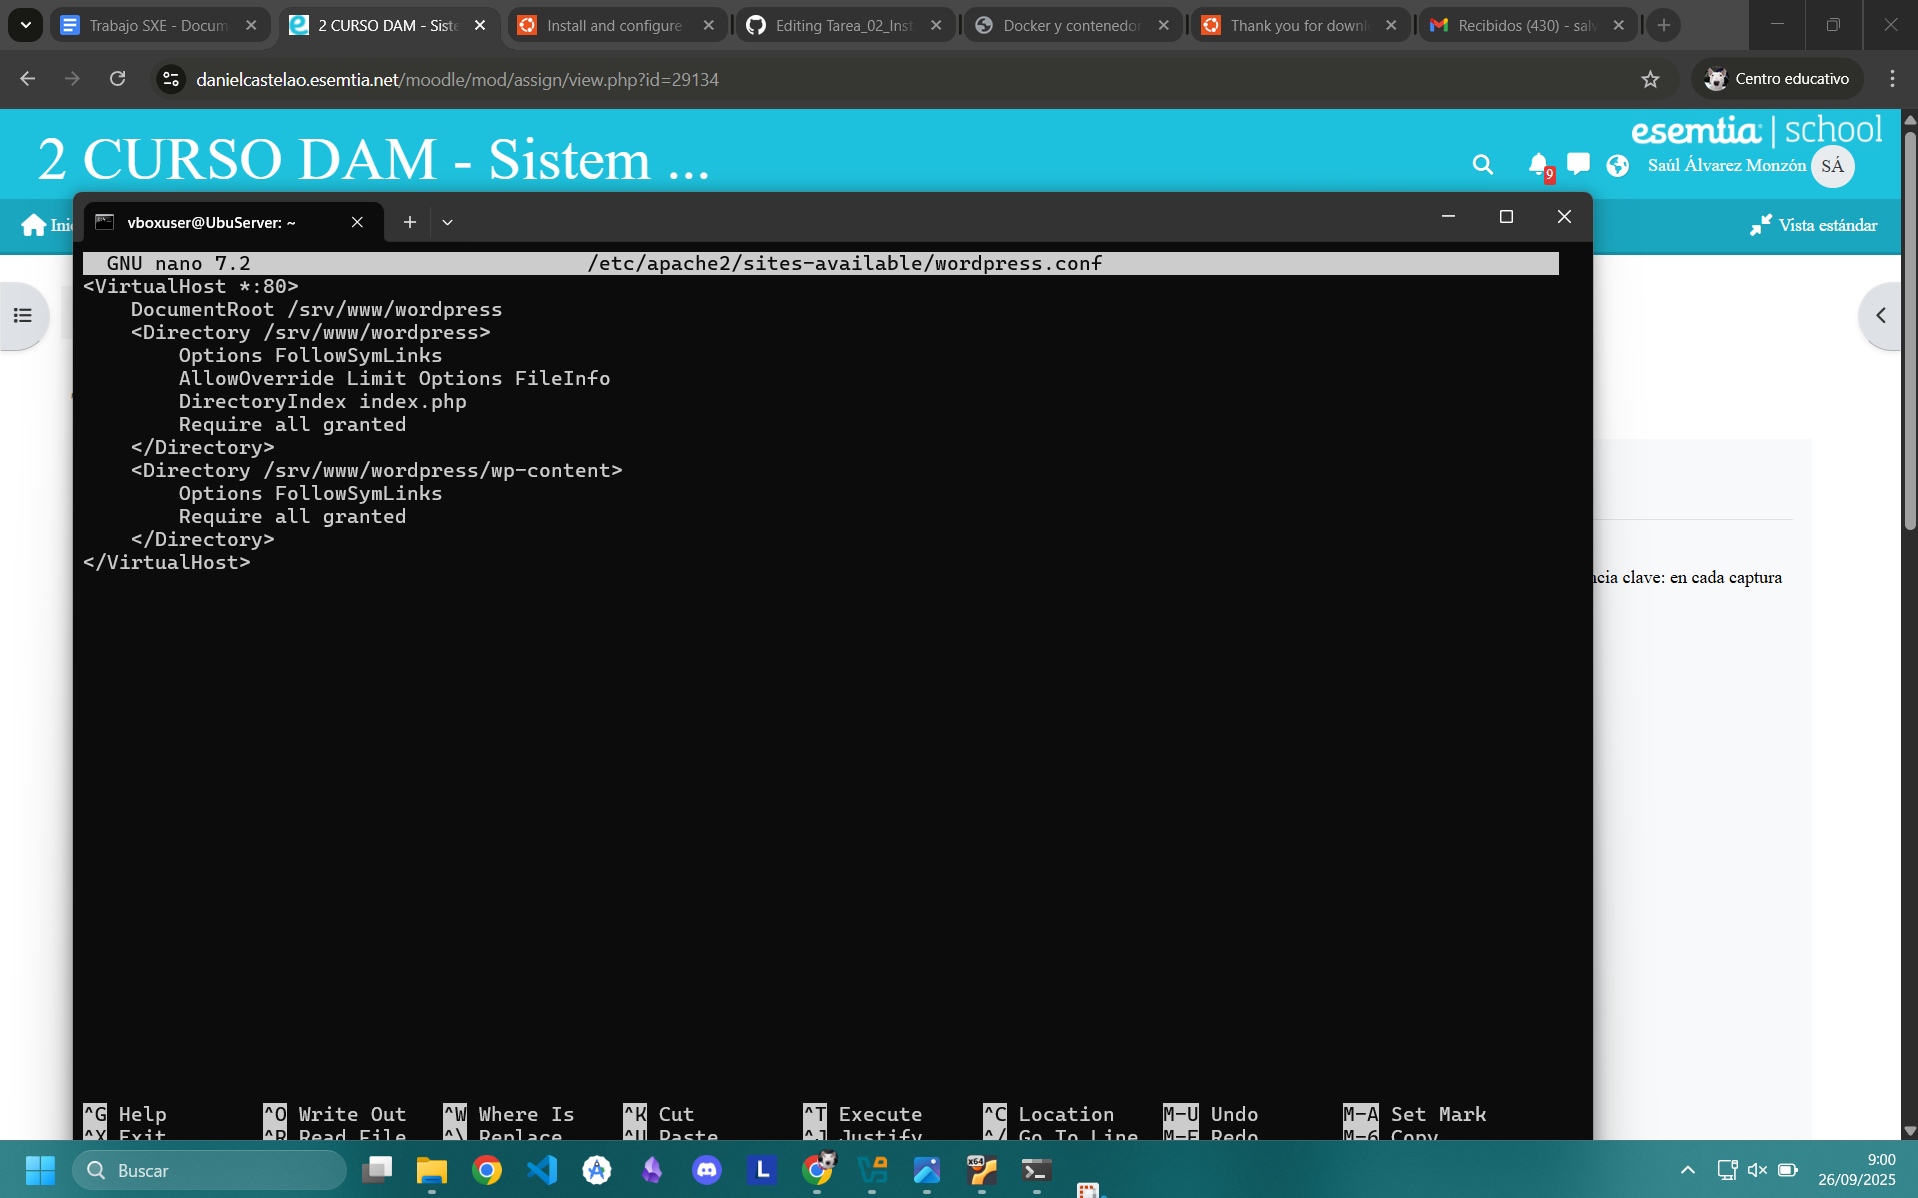 Trabajo SXE - Docum
2 CURSO DAM - Siste
Install and configure
Editing Tarea_02_Inst
Docker y contenedor
Thank you for downl
Recibidos (430) - salv
danielcastelao.esemtia.net/moodle/mod/assign/view.php?id=29134
Centro educativo
esemtia | school
2 CURSO DAM - Sistem ...
9
Saúl Álvarez Monzón
SÁ
Vista estándar
vboxuser@UbuServer: ~
GNU nano 7.2 /etc/apache2/sites-available/wordpress.conf
<VirtualHost *:80>
    DocumentRoot /srv/www/wordpress
    <Directory /srv/www/wordpress>
        Options FollowSymLinks
        AllowOverride Limit Options FileInfo
        DirectoryIndex index.php
        Require all granted
    </Directory>
    <Directory /srv/www/wordpress/wp-content>
        Options FollowSymLinks
        Require all granted
    </Directory>
</VirtualHost>
ncia clave: en cada captura
^G Help ^O Write Out ^W Where Is ^K Cut ^T Execute ^C Location M-U Undo M-A Set Mark
^X Exit ^R Read File ^\ Replace ^U Paste ^J Justify ^/ Go To Line M-E Redo M-6 Copy
Buscar
L
x64
9:00
26/09/2025